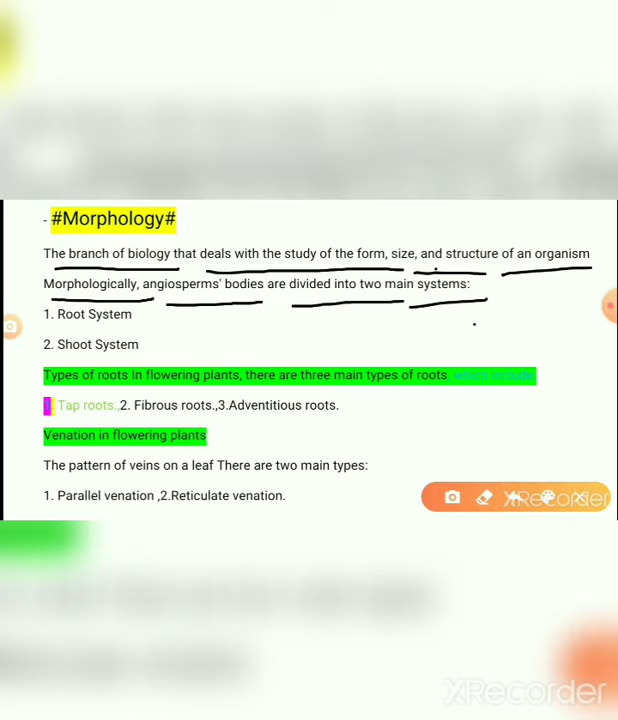 - #Morphology#
The branch of biology that deals with the study of the form, size, and structure of an organism
Morphologically, angiosperms' bodies are divided into two main systems:
1. Root System
2. Shoot System
Types of roots In flowering plants, there are three main types of roots which include
1. Tap roots.,2. Fibrous roots.,3.Adventitious roots.
Venation in flowering plants
The pattern of veins on a leaf There are two main types:
1. Parallel venation ,2.Reticulate venation.
XRecorder
XRecorder